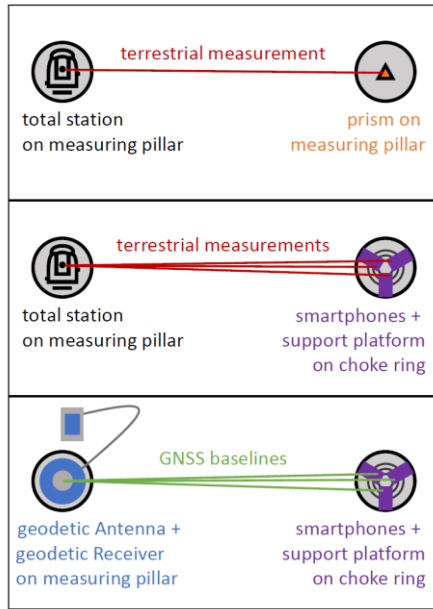 terrestrial measurement
total station
on measuring pillar
prism on
measuring pillar
terrestrial measurements
total station
on measuring pillar
smartphones +
support platform
on choke ring
GNSS baselines
geodetic Antenna +
geodetic Receiver
on measuring pillar
smartphones +
support platform
on choke ring